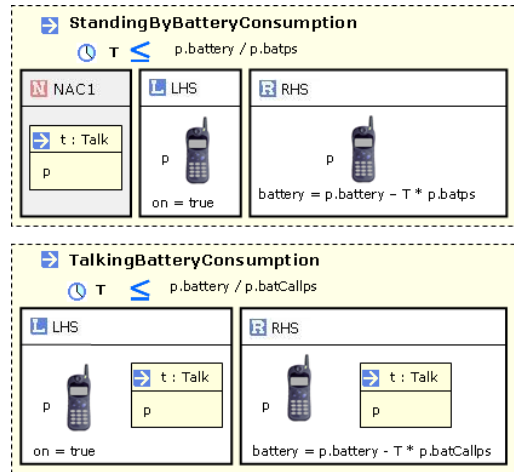 StandingByBatteryConsumption
T ≤ p.battery / p.batps
N NAC1
L LHS
R RHS
t : Talk
p
p
p
on = true
battery = p.battery - T * p.batps
TalkingBatteryConsumption
T ≤ p.battery / p.batCallps
L LHS
R RHS
t : Talk
t : Talk
p
p
p
p
on = true
battery = p.battery - T * p.batCallps